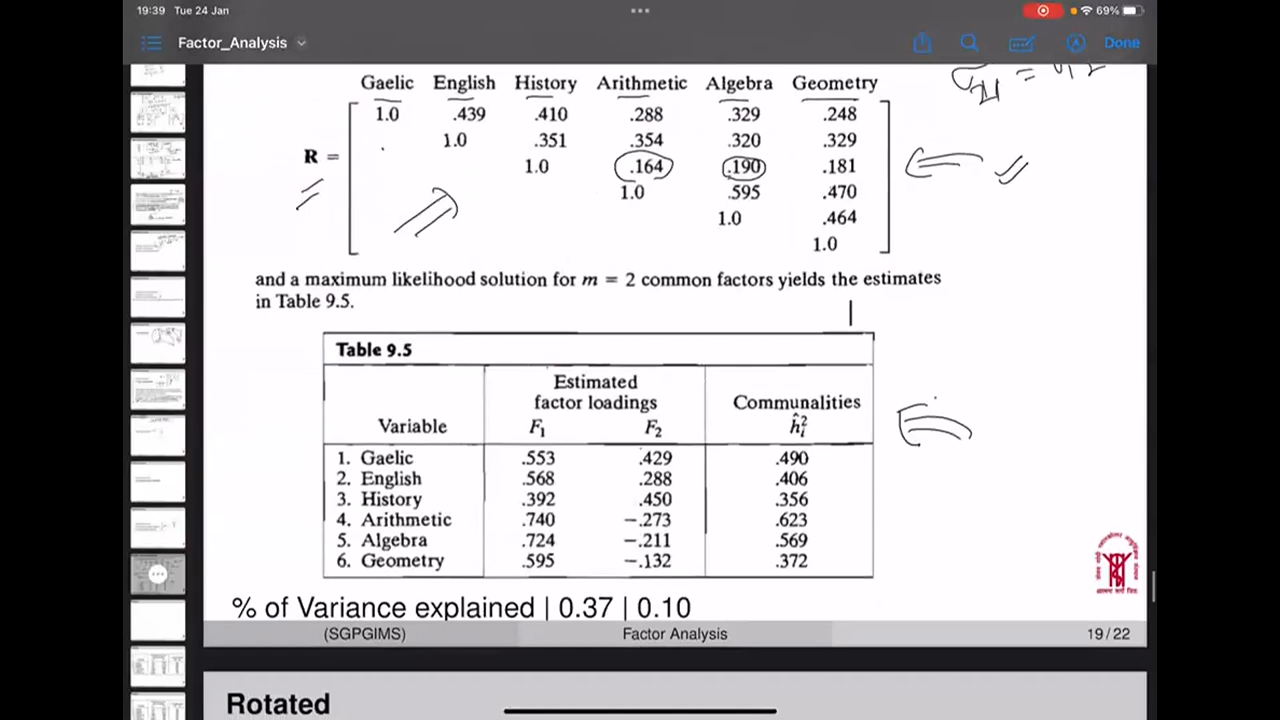 19:39 Tue 24 Jan
69%
Factor_Analysis
Done
Gaelic English History Arithmetic Algebra Geometry
1.0 .439 .410 .288 .329 .248
1.0 .351 .354 .320 .329
R =
1.0 .164 .190 .181
1.0 .595 .470
1.0 .464
1.0
and a maximum likelihood solution for m = 2 common factors yields the estimates
in Table 9.5.
Table 9.5
Estimated
factor loadings Communalities
Variable F₁ F₂ ĥᵢ²
1. Gaelic .553 .429 .490
2. English .568 .288 .406
3. History .392 .450 .356
4. Arithmetic .740 −.273 .623
5. Algebra .724 −.211 .569
6. Geometry .595 −.132 .372
% of Variance explained | 0.37 | 0.10
(SGPGIMS) Factor Analysis 19 / 22
Rotated